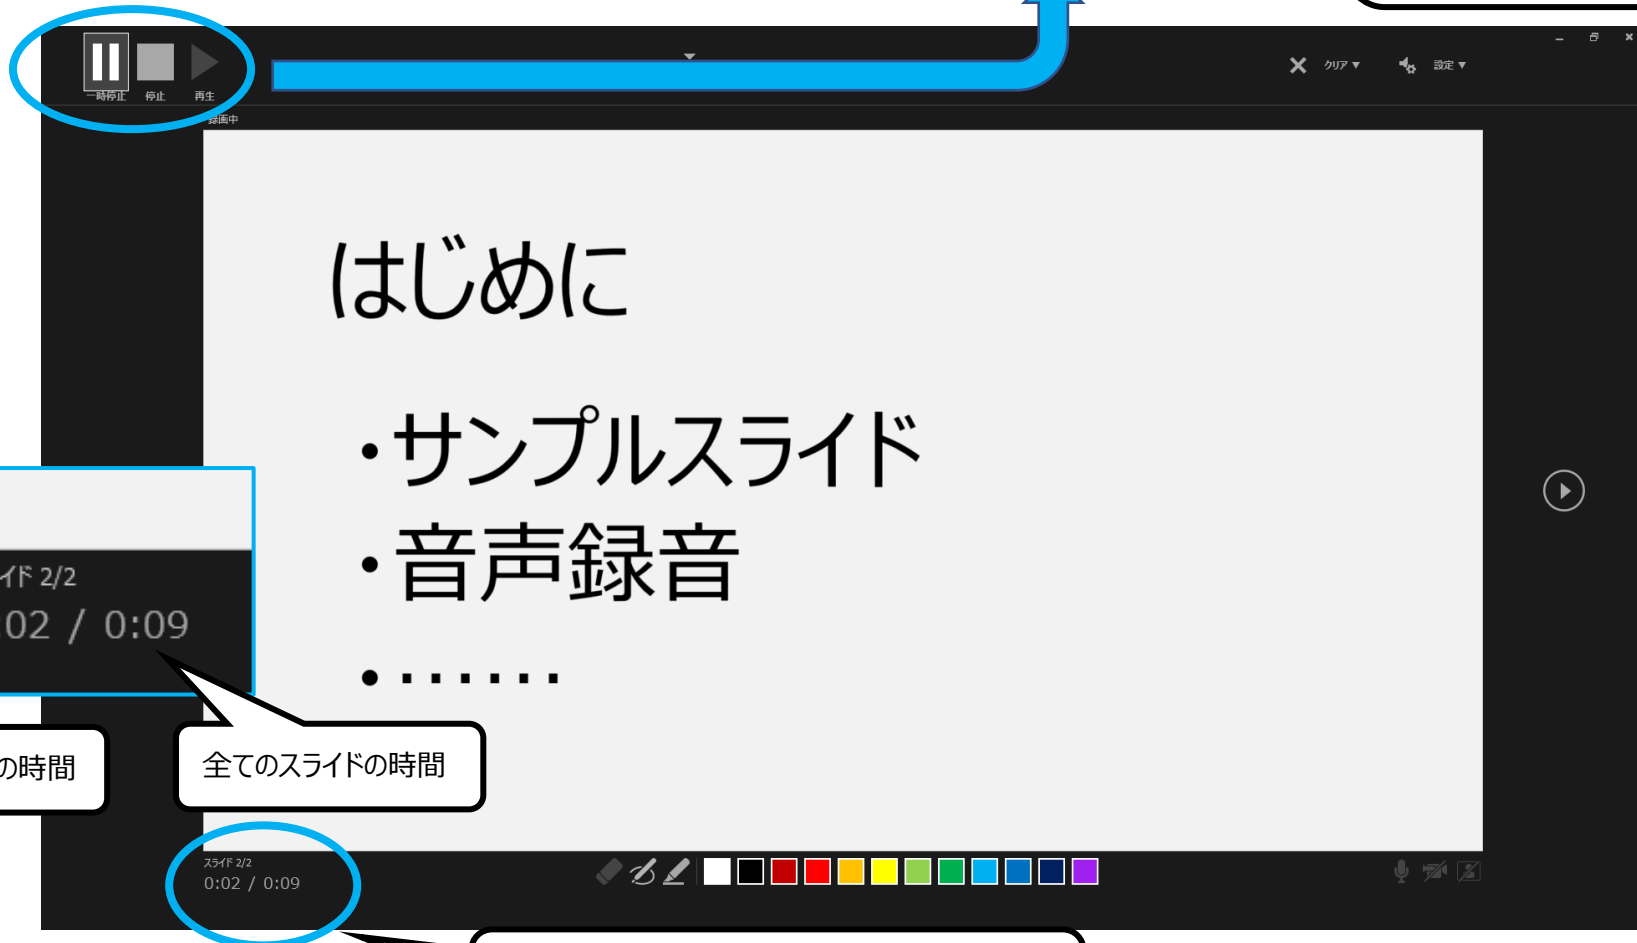 一時停止 停止 再生
クリア ▼ 設定 ▼
録画中
はじめに
・サンプルスライド
・音声録音
・……
イド 2/2
02 / 0:09
の時間
全てのスライドの時間
スライド 2/2
0:02 / 0:09